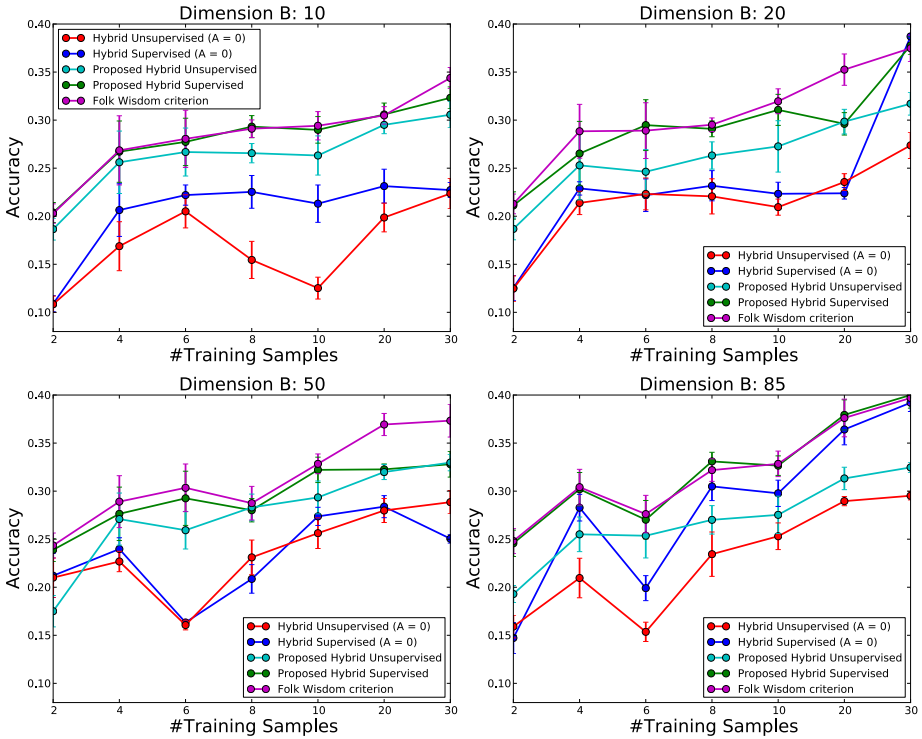 Dimension B: 10
0.40
0.35
0.30
0.25
0.20
0.15
0.10
Accuracy
Hybrid Unsupervised (A = 0)
Hybrid Supervised (A = 0)
Proposed Hybrid Unsupervised
Proposed Hybrid Supervised
Folk Wisdom criterion
2 4 6 8 10 20 30
#Training Samples
Dimension B: 20
0.40
0.35
0.30
0.25
0.20
0.15
0.10
Accuracy
Hybrid Unsupervised (A = 0)
Hybrid Supervised (A = 0)
Proposed Hybrid Unsupervised
Proposed Hybrid Supervised
Folk Wisdom criterion
2 4 6 8 10 20 30
#Training Samples
Dimension B: 50
0.40
0.35
0.30
0.25
0.20
0.15
0.10
Accuracy
Hybrid Unsupervised (A = 0)
Hybrid Supervised (A = 0)
Proposed Hybrid Unsupervised
Proposed Hybrid Supervised
Folk Wisdom criterion
2 4 6 8 10 20 30
#Training Samples
Dimension B: 85
0.40
0.35
0.30
0.25
0.20
0.15
0.10
Accuracy
Hybrid Unsupervised (A = 0)
Hybrid Supervised (A = 0)
Proposed Hybrid Unsupervised
Proposed Hybrid Supervised
Folk Wisdom criterion
2 4 6 8 10 20 30
#Training Samples